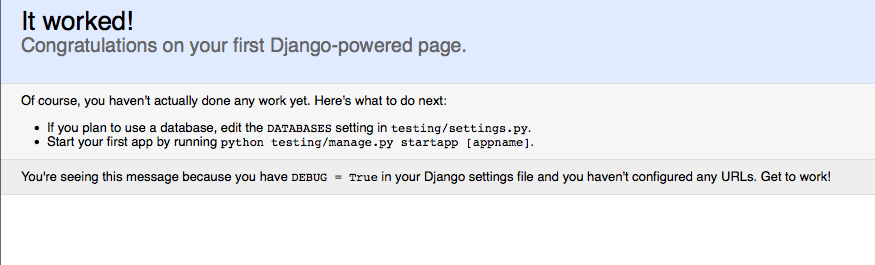 It worked!
Congratulations on your first Django-powered page.
Of course, you haven't actually done any work yet. Here's what to do next:
• If you plan to use a database, edit the DATABASES setting in testing/settings.py.
• Start your first app by running python testing/manage.py startapp [appname].
You're seeing this message because you have DEBUG = True in your Django settings file and you haven't configured any URLs. Get to work!